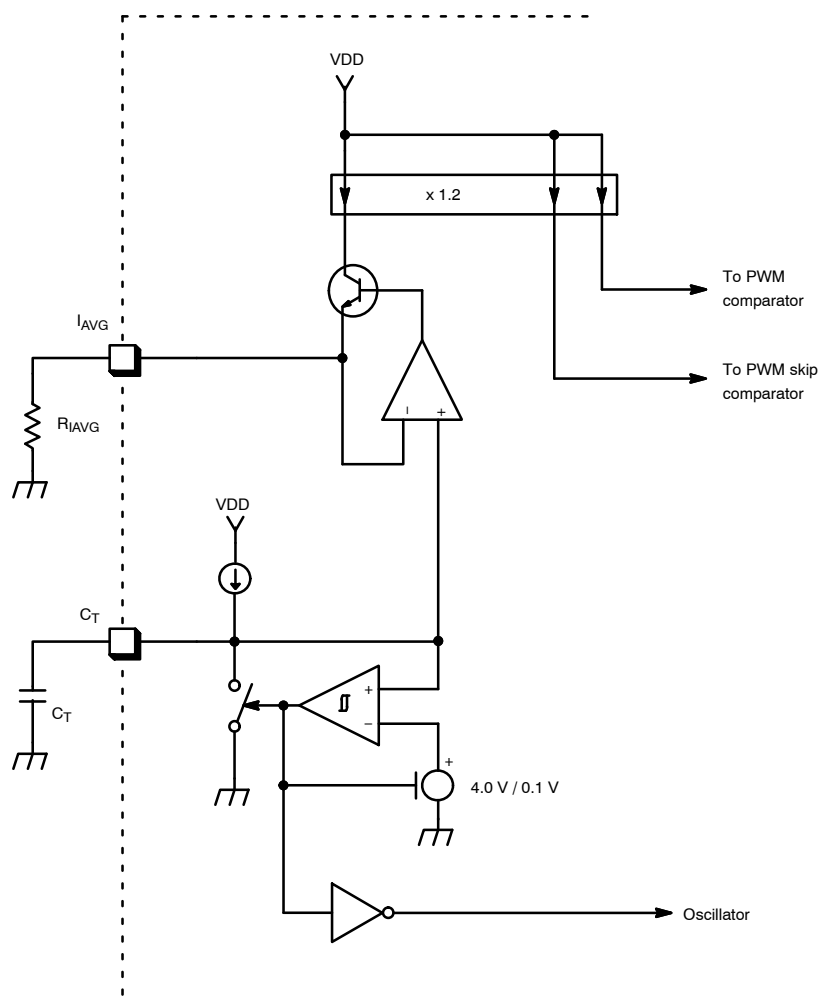 VDD
x 1.2
To PWM
comparator
IAVG
To PWM skip
comparator
RIAVG
− +
VDD
CT
+
−
CT
+
4.0 V / 0.1 V
Oscillator